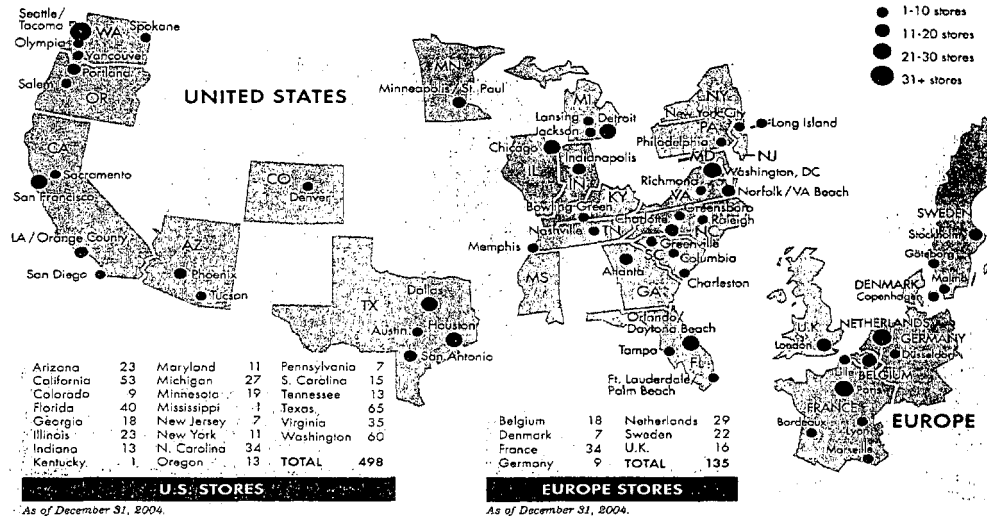 1-10 stores
11-20 stores
21-30 stores
31+ stores
UNITED STATES
Seattle/
Tacoma
WA
Spokane
Olympia
Vancouver
Portland
Salem
OR
CA
Sacramento
San Francisco
LA / Orange County
San Diego
AZ
Phoenix
Tucson
CO
Denver
TX
Dallas
Austin
Houston
San Antonio
MN
Minneapolis / St. Paul
MI
Lansing
Detroit
Jackson
Chicago
IL
Indianapolis
IN
KY
Bowling Green
Nashville
TN
Memphis
MS
NY
New York City
Long Island
PA
Philadelphia
NJ
MD
Washington, DC
Richmond
VA
Norfolk / VA Beach
Greensboro
Charlotte
Raleigh
NC
Greenville
SC
Columbia
Charleston
Atlanta
GA
Orlando/
Daytona Beach
Tampa
FL
Ft. Lauderdale/
Palm Beach
SWEDEN
Stockholm
Göteborg
Malmö
DENMARK
Copenhagen
U.K.
London
NETHERLANDS
GERMANY
Düsseldorf
Lille
BELGIUM
Paris
FRANCE
Bordeaux
Lyon
Marseille
EUROPE
Arizona 23 Maryland 11 Pennsylvania 7
California 53 Michigan 27 S. Carolina 15
Colorado 9 Minnesota 19 Tennessee 13
Florida 40 Mississippi 1 Texas 65
Georgia 18 New Jersey 7 Virginia 35
Illinois 23 New York 11 Washington 60
Indiana 13 N. Carolina 34
Kentucky 1 Oregon 13 TOTAL 498
U.S. STORES
As of December 31, 2004.
Belgium 18 Netherlands 29
Denmark 7 Sweden 22
France 34 U.K. 16
Germany 9 TOTAL 135
EUROPE STORES
As of December 31, 2004.